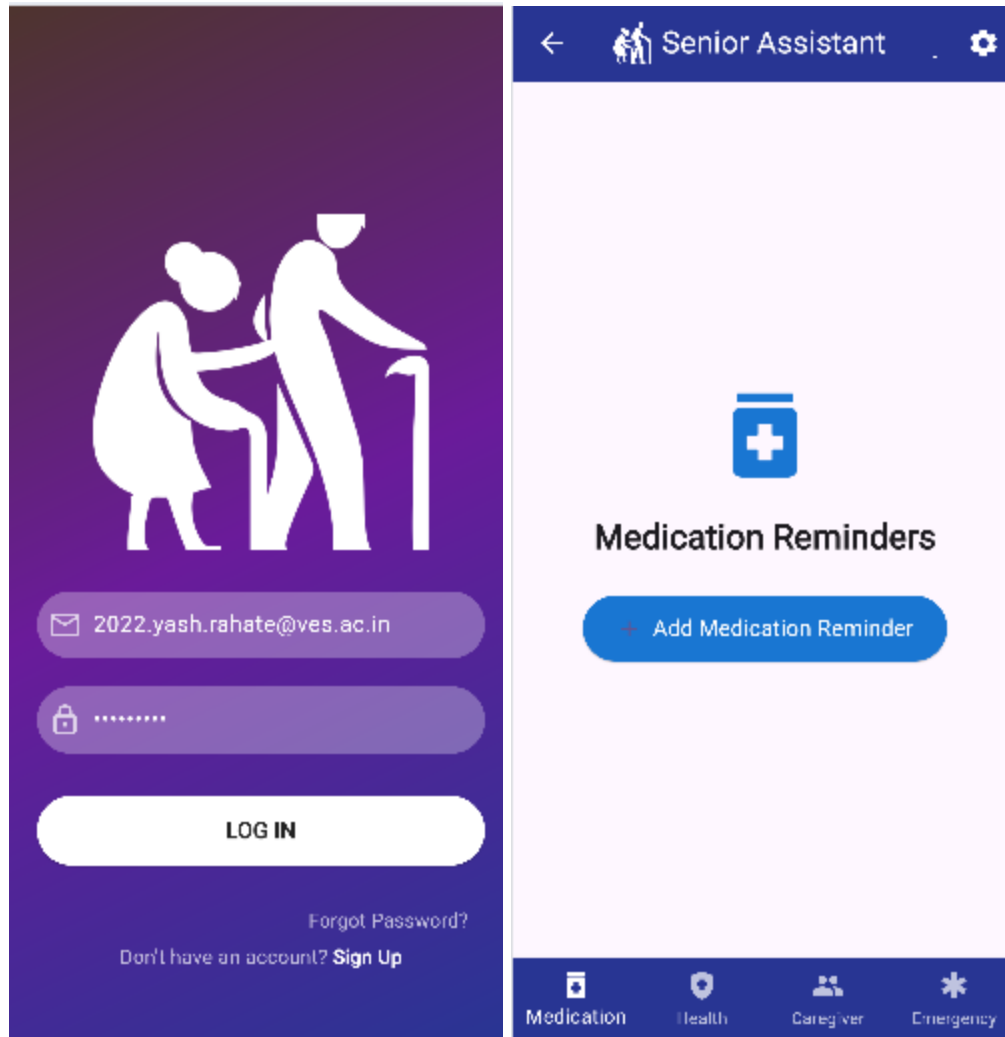 2022.yash.rahate@ves.ac.in
•••••••••
LOG IN
Forgot Password?
Don't have an account? Sign Up
Senior Assistant
Medication Reminders
+ Add Medication Reminder
Medication Health Caregiver Emergency